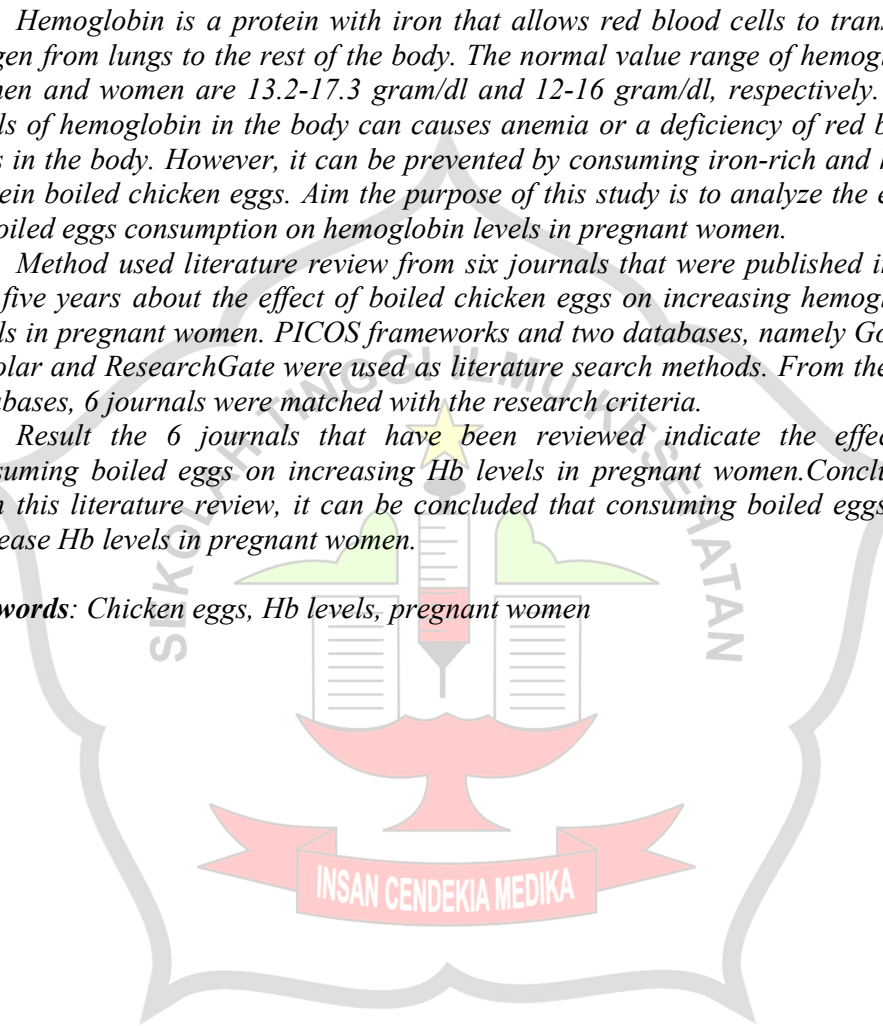 Hemoglobin is a protein with iron that allows red blood cells to trans
gen from lungs to the rest of the body. The normal value range of hemog
nen and women are 13.2-17.3 gram/dl and 12-16 gram/dl, respectively.
ls of hemoglobin in the body can causes anemia or a deficiency of red b
s in the body. However, it can be prevented by consuming iron-rich and
ein boiled chicken eggs. Aim the purpose of this study is to analyze the e
oiled eggs consumption on hemoglobin levels in pregnant women.
Method used literature review from six journals that were published i
five years about the effect of boiled chicken eggs on increasing hemog
ls in pregnant women. PICOS frameworks and two databases, namely Go
olar and ResearchGate were used as literature search methods. From the
bases, 6 journals were matched with the research criteria.
Result the 6 journals that have been reviewed indicate the effec
suming boiled eggs on increasing Hb levels in pregnant women.Concl
n this literature review, it can be concluded that consuming boiled eggs
ease Hb levels in pregnant women.
words: Chicken eggs, Hb levels, pregnant women
SEKOLAH TINGGI ILMU KESEHATAN
INSAN CENDEKIA MEDIKA